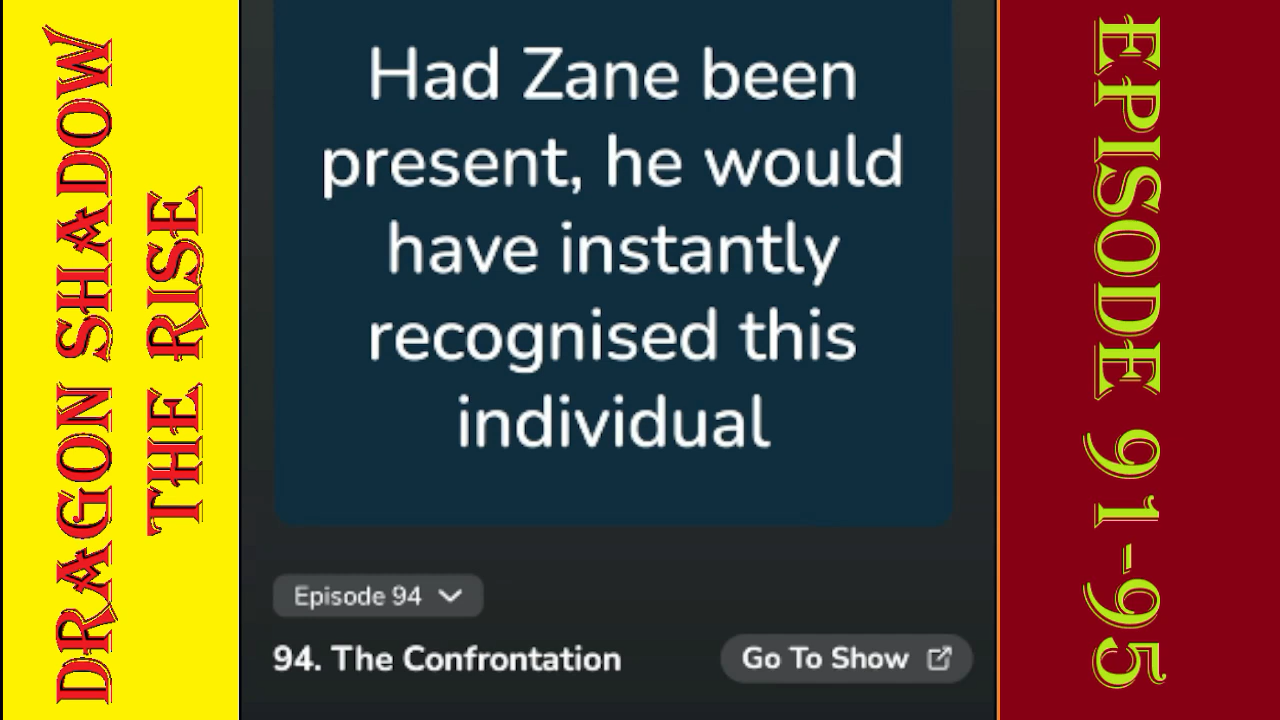 DRAGON SHADOW
THE RISE
Had Zane been
present, he would
have instantly
recognised this
individual
Episode 94
94. The Confrontation
Go To Show
EPISODE 91-95